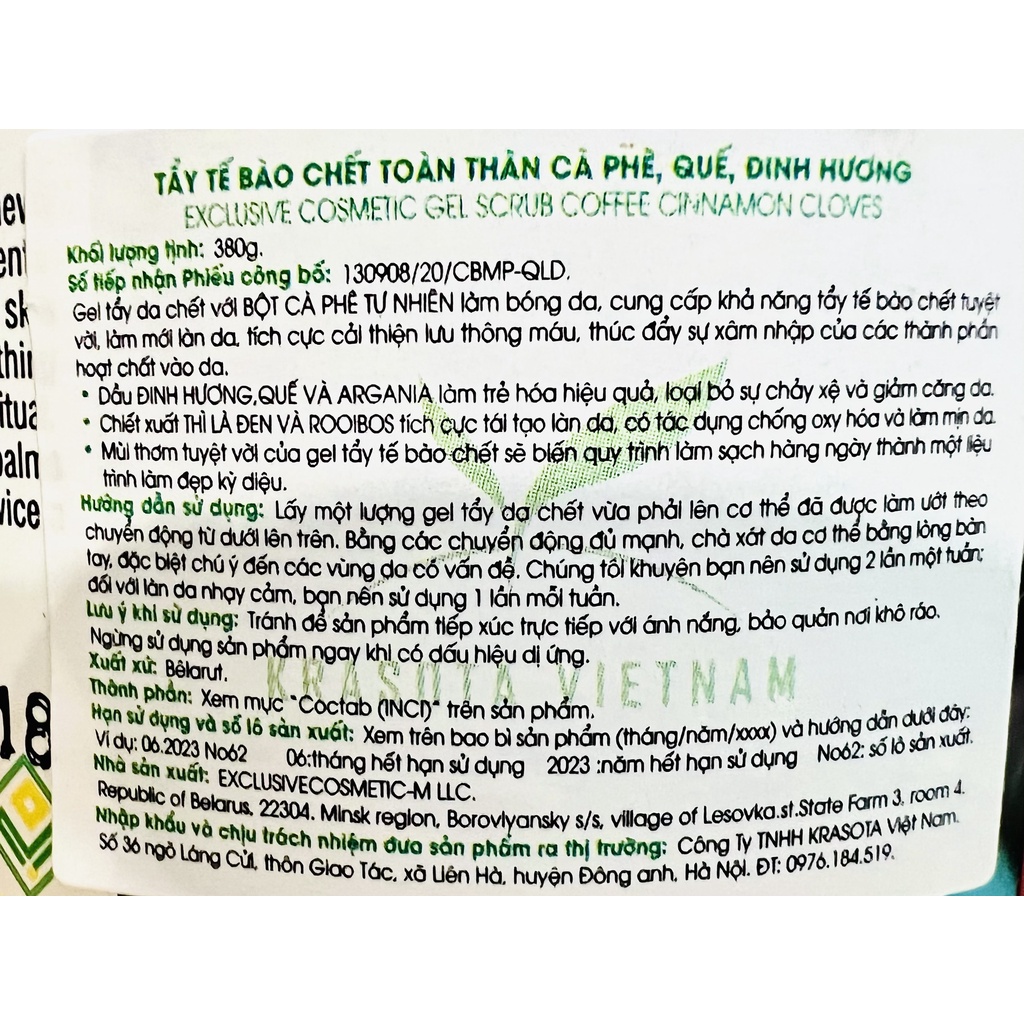 TẨY TẾ BÀO CHẾT TOÀN THÂN CÀ PHÊ, QUẾ, ĐINH HƯƠNG
EXCLUSIVE COSMETIC GEL SCRUB COFFEE CINNAMON CLOVES
Khối lượng tịnh: 380g.
Số tiếp nhận Phiếu công bố: 130908/20/CBMP-QLD.
Gel tẩy da chết với BỘT CÀ PHÊ TỰ NHIÊN làm bóng da, cung cấp khả năng tẩy tế bào chết tuyệt
vời, làm mới làn da, tích cực cải thiện lưu thông máu, thúc đẩy sự xâm nhập của các thành phần
hoạt chất vào da.
• Dầu ĐINH HƯƠNG,QUẾ VÀ ARGANIA làm trẻ hóa hiệu quả, loại bỏ sự chảy xệ và giảm căng da.
• Chiết xuất THÌ LÀ ĐEN VÀ ROOIBOS tích cực tái tạo làn da, có tác dụng chống oxy hóa và làm mịn da.
• Mùi thơm tuyệt vời của gel tẩy tế bào chết sẽ biến quy trình làm sạch hàng ngày thành một liệu
trình làm đẹp kỳ diệu.
Hướng dẫn sử dụng: Lấy một lượng gel tẩy da chết vừa phải lên cơ thể đã được làm ướt theo
chuyển động từ dưới lên trên. Bằng các chuyển động đủ mạnh, chà xát da cơ thể bằng lòng bàn
tay, đặc biệt chú ý đến các vùng da có vấn đề. Chúng tôi khuyên bạn nên sử dụng 2 lần một tuần;
đối với làn da nhạy cảm, bạn nên sử dụng 1 lần mỗi tuần.
Lưu ý khi sử dụng: Tránh để sản phẩm tiếp xúc trực tiếp với ánh nắng, bảo quản nơi khô ráo.
Ngừng sử dụng sản phẩm ngay khi có dấu hiệu dị ứng.
Xuất xứ: Bêlarut.
KRASOTA VIETNAM
Thành phần: Xem mục "Coctab (INCI)" trên sản phẩm.
Hạn sử dụng và số lô sản xuất: Xem trên bao bì sản phẩm (tháng/năm/xxxx) và hướng dẫn dưới đây:
Ví dụ: 06.2023 No62 06:tháng hết hạn sử dụng 2023 :năm hết hạn sử dụng No62: số lô sản xuất.
Nhà sản xuất: EXCLUSIVECOSMETIC-M LLC.
Republic of Belarus, 22304. Minsk region, Borovlyansky s/s, village of Lesovka.st.State Farm 3, room 4.
Nhập khẩu và chịu trách nhiệm đưa sản phẩm ra thị trường: Công Ty TNHH KRASOTA Việt Nam.
Số 36 ngõ Láng Cửi, thôn Giao Tác, xã Liên Hà, huyện Đông anh, Hà Nội. ĐT: 0976.184.519.
18